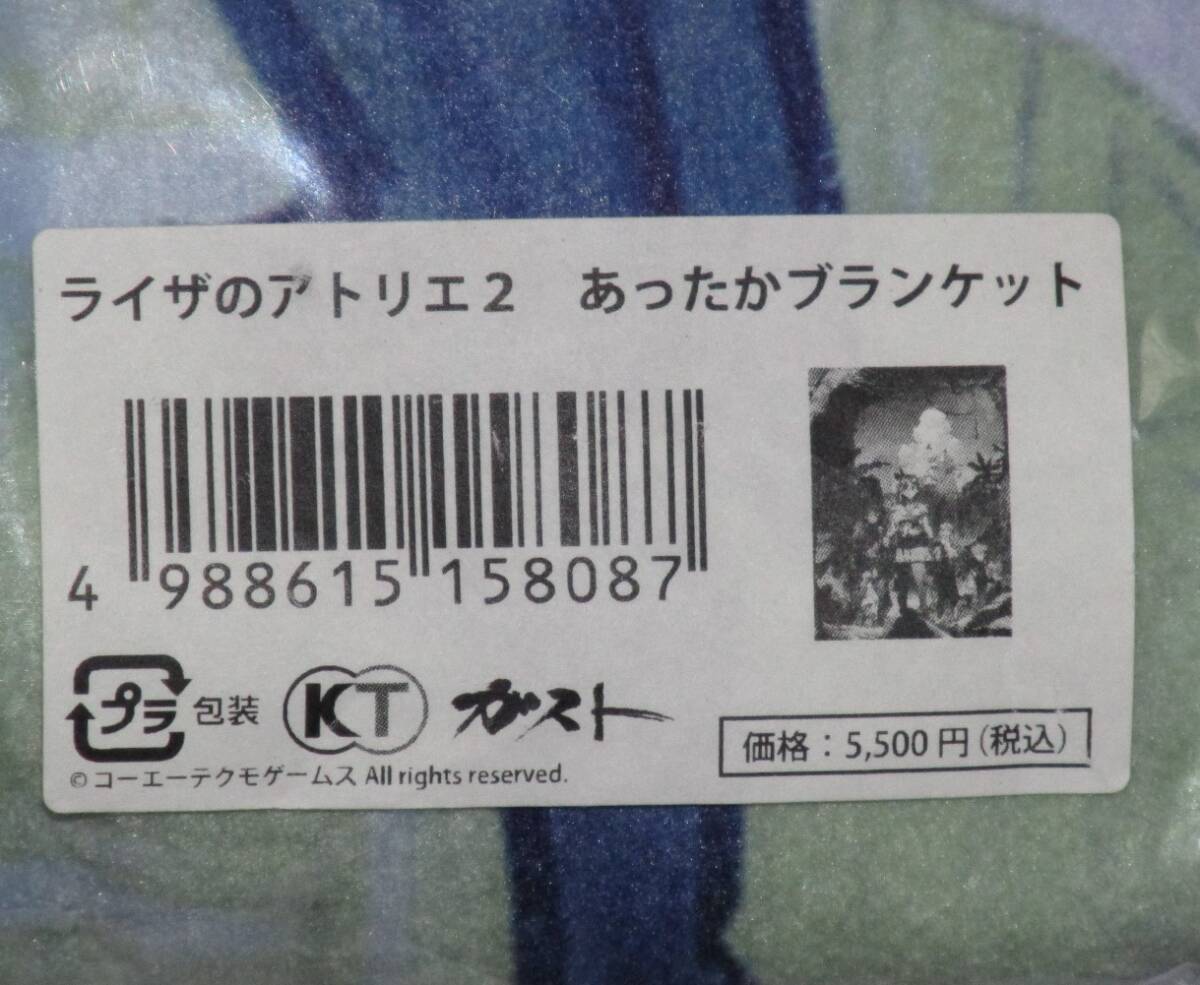 ライザのアトリエ2　あったかブランケット
4 988615 158087
プラ 包装 KT ガスト
価格：5,500円(税込)
©コーエーテクモゲームス All rights reserved.